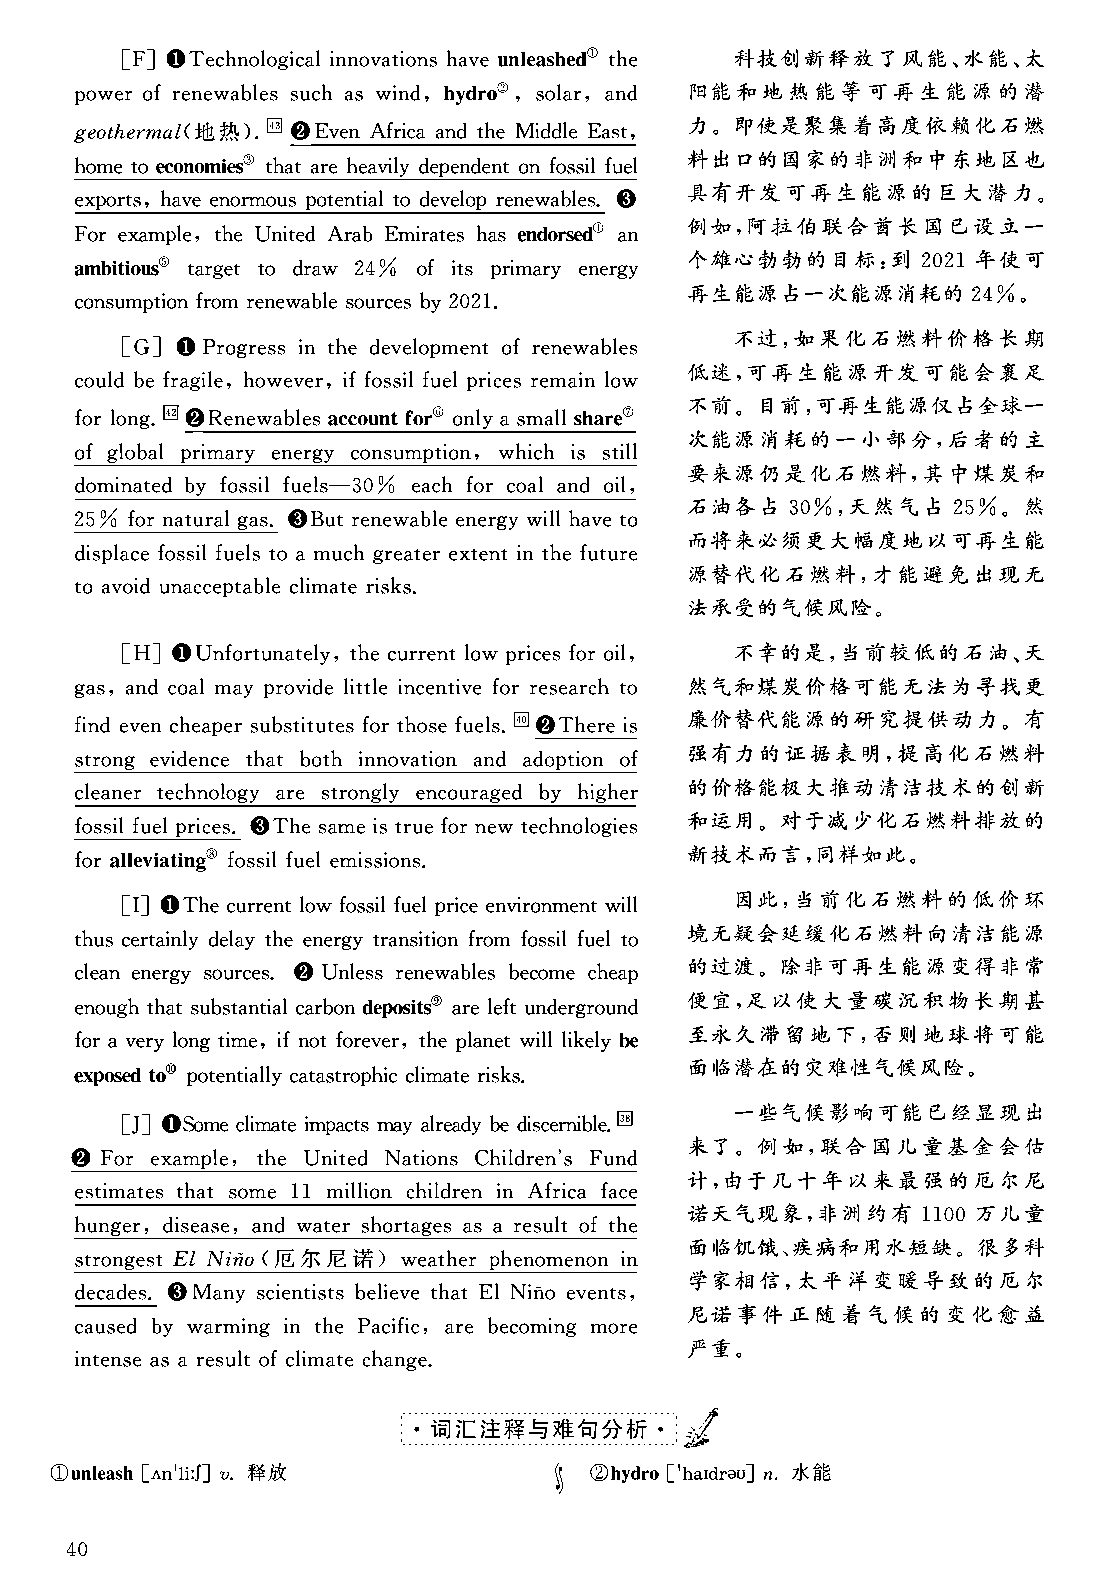 [F] ❶Technological innovations have unleashed① the
power of renewables such as wind, hydro②, solar, and
geothermal(地热). 43 ❷Even Africa and the Middle East,
home to economies③ that are heavily dependent on fossil fuel
exports, have enormous potential to develop renewables. ❸
For example, the United Arab Emirates has endorsed④ an
ambitious⑤ target to draw 24% of its primary energy
consumption from renewable sources by 2021.
[G] ❶Progress in the development of renewables
could be fragile, however, if fossil fuel prices remain low
for long. 42 ❷Renewables account for⑥ only a small share⑦
of global primary energy consumption, which is still
dominated by fossil fuels—30% each for coal and oil,
25% for natural gas. ❸But renewable energy will have to
displace fossil fuels to a much greater extent in the future
to avoid unacceptable climate risks.
[H] ❶Unfortunately, the current low prices for oil,
gas, and coal may provide little incentive for research to
find even cheaper substitutes for those fuels. 40 ❷There is
strong evidence that both innovation and adoption of
cleaner technology are strongly encouraged by higher
fossil fuel prices. ❸The same is true for new technologies
for alleviating⑧ fossil fuel emissions.
[I] ❶The current low fossil fuel price environment will
thus certainly delay the energy transition from fossil fuel to
clean energy sources. ❷ Unless renewables become cheap
enough that substantial carbon deposits⑨ are left underground
for a very long time, if not forever, the planet will likely be
exposed to⑩ potentially catastrophic climate risks.
[J] ❶Some climate impacts may already be discernible. 38
❷ For example, the United Nations Children's Fund
estimates that some 11 million children in Africa face
hunger, disease, and water shortages as a result of the
strongest El Niño(厄尔尼诺) weather phenomenon in
decades. ❸Many scientists believe that El Niño events,
caused by warming in the Pacific, are becoming more
intense as a result of climate change.
科技创新释放了风能、水能、太
阳能和地热能等可再生能源的潜
力。即使是聚集着高度依赖化石燃
料出口的国家的非洲和中东地区也
具有开发可再生能源的巨大潜力。
例如,阿拉伯联合酋长国已设立一
个雄心勃勃的目标:到 2021 年使可
再生能源占一次能源消耗的 24%。
不过,如果化石燃料价格长期
低迷,可再生能源开发可能会裹足
不前。目前,可再生能源仅占全球一
次能源消耗的一小部分,后者的主
要来源仍是化石燃料,其中煤炭和
石油各占 30%,天然气占 25%。然
而将来必须更大幅度地以可再生能
源替代化石燃料,才能避免出现无
法承受的气候风险。
不幸的是,当前较低的石油、天
然气和煤炭价格可能无法为寻找更
廉价替代能源的研究提供动力。有
强有力的证据表明,提高化石燃料
的价格能极大推动清洁技术的创新
和运用。对于减少化石燃料排放的
新技术而言,同样如此。
因此,当前化石燃料的低价环
境无疑会延缓化石燃料向清洁能源
的过渡。除非可再生能源变得非常
便宜,足以使大量碳沉积物长期甚
至永久滞留地下,否则地球将可能
面临潜在的灾难性气候风险。
一些气候影响可能已经显现出
来了。例如,联合国儿童基金会估
计,由于几十年以来最强的厄尔尼
诺天气现象,非洲约有 1100 万儿童
面临饥饿、疾病和用水短缺。很多科
学家相信,太平洋变暖导致的厄尔
尼诺事件正随着气候的变化愈益
严重。
·词汇注释与难句分析·
①unleash [ʌnˈliːʃ] v. 释放
②hydro [ˈhaɪdrəʊ] n. 水能
40